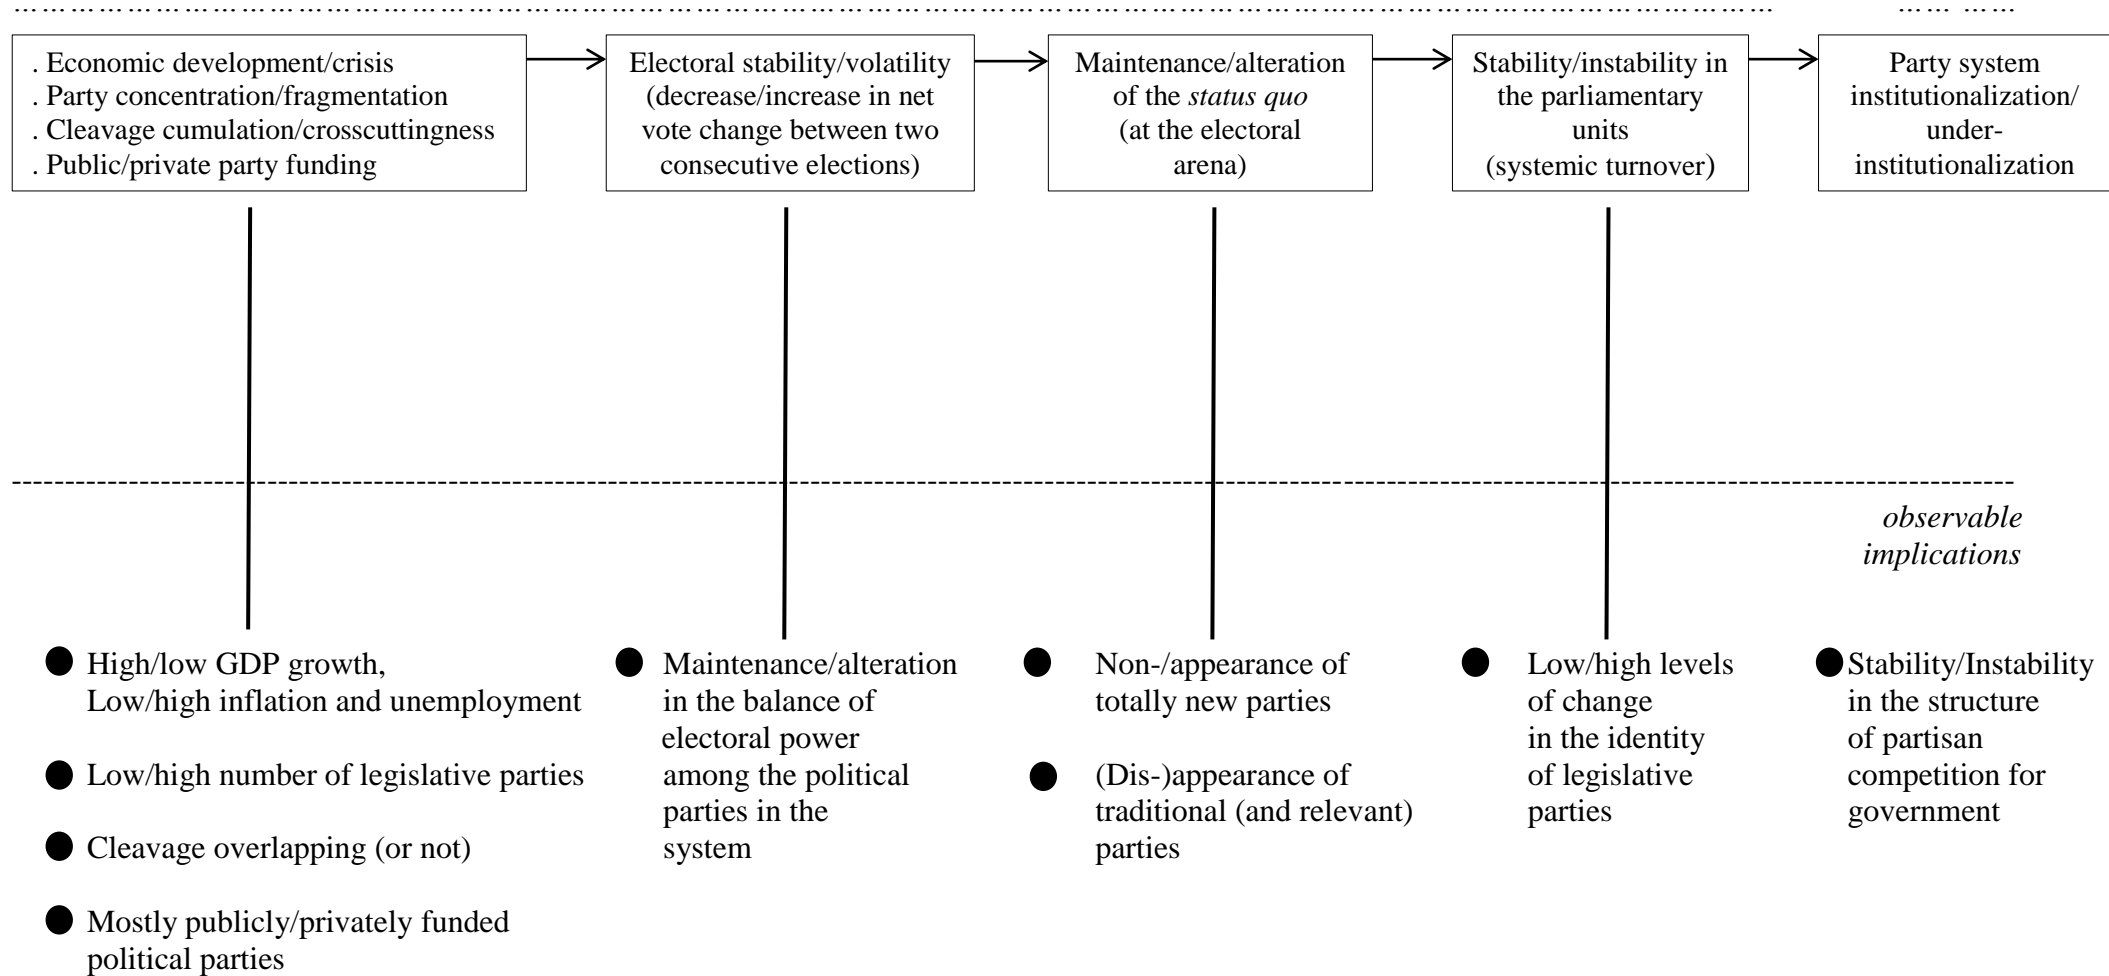 . Economic development/crisis
. Party concentration/fragmentation
. Cleavage cumulation/crosscuttingness
. Public/private party funding
Electoral stability/volatility
(decrease/increase in net
vote change between two
consecutive elections)
Maintenance/alteration
of the status quo
(at the electoral
arena)
Stability/instability in
the parliamentary
units
(systemic turnover)
Party system
institutionalization/
under-
institutionalization
observable
implications
● High/low GDP growth,
Low/high inflation and unemployment
● Low/high number of legislative parties
● Cleavage overlapping (or not)
● Mostly publicly/privately funded
political parties
● Maintenance/alteration
in the balance of
electoral power
among the political
parties in the
system
● Non-/appearance of
totally new parties
● (Dis-)appearance of
traditional (and relevant)
parties
● Low/high levels
of change
in the identity
of legislative
parties
● Stability/Instability
in the structure
of partisan
competition for
government